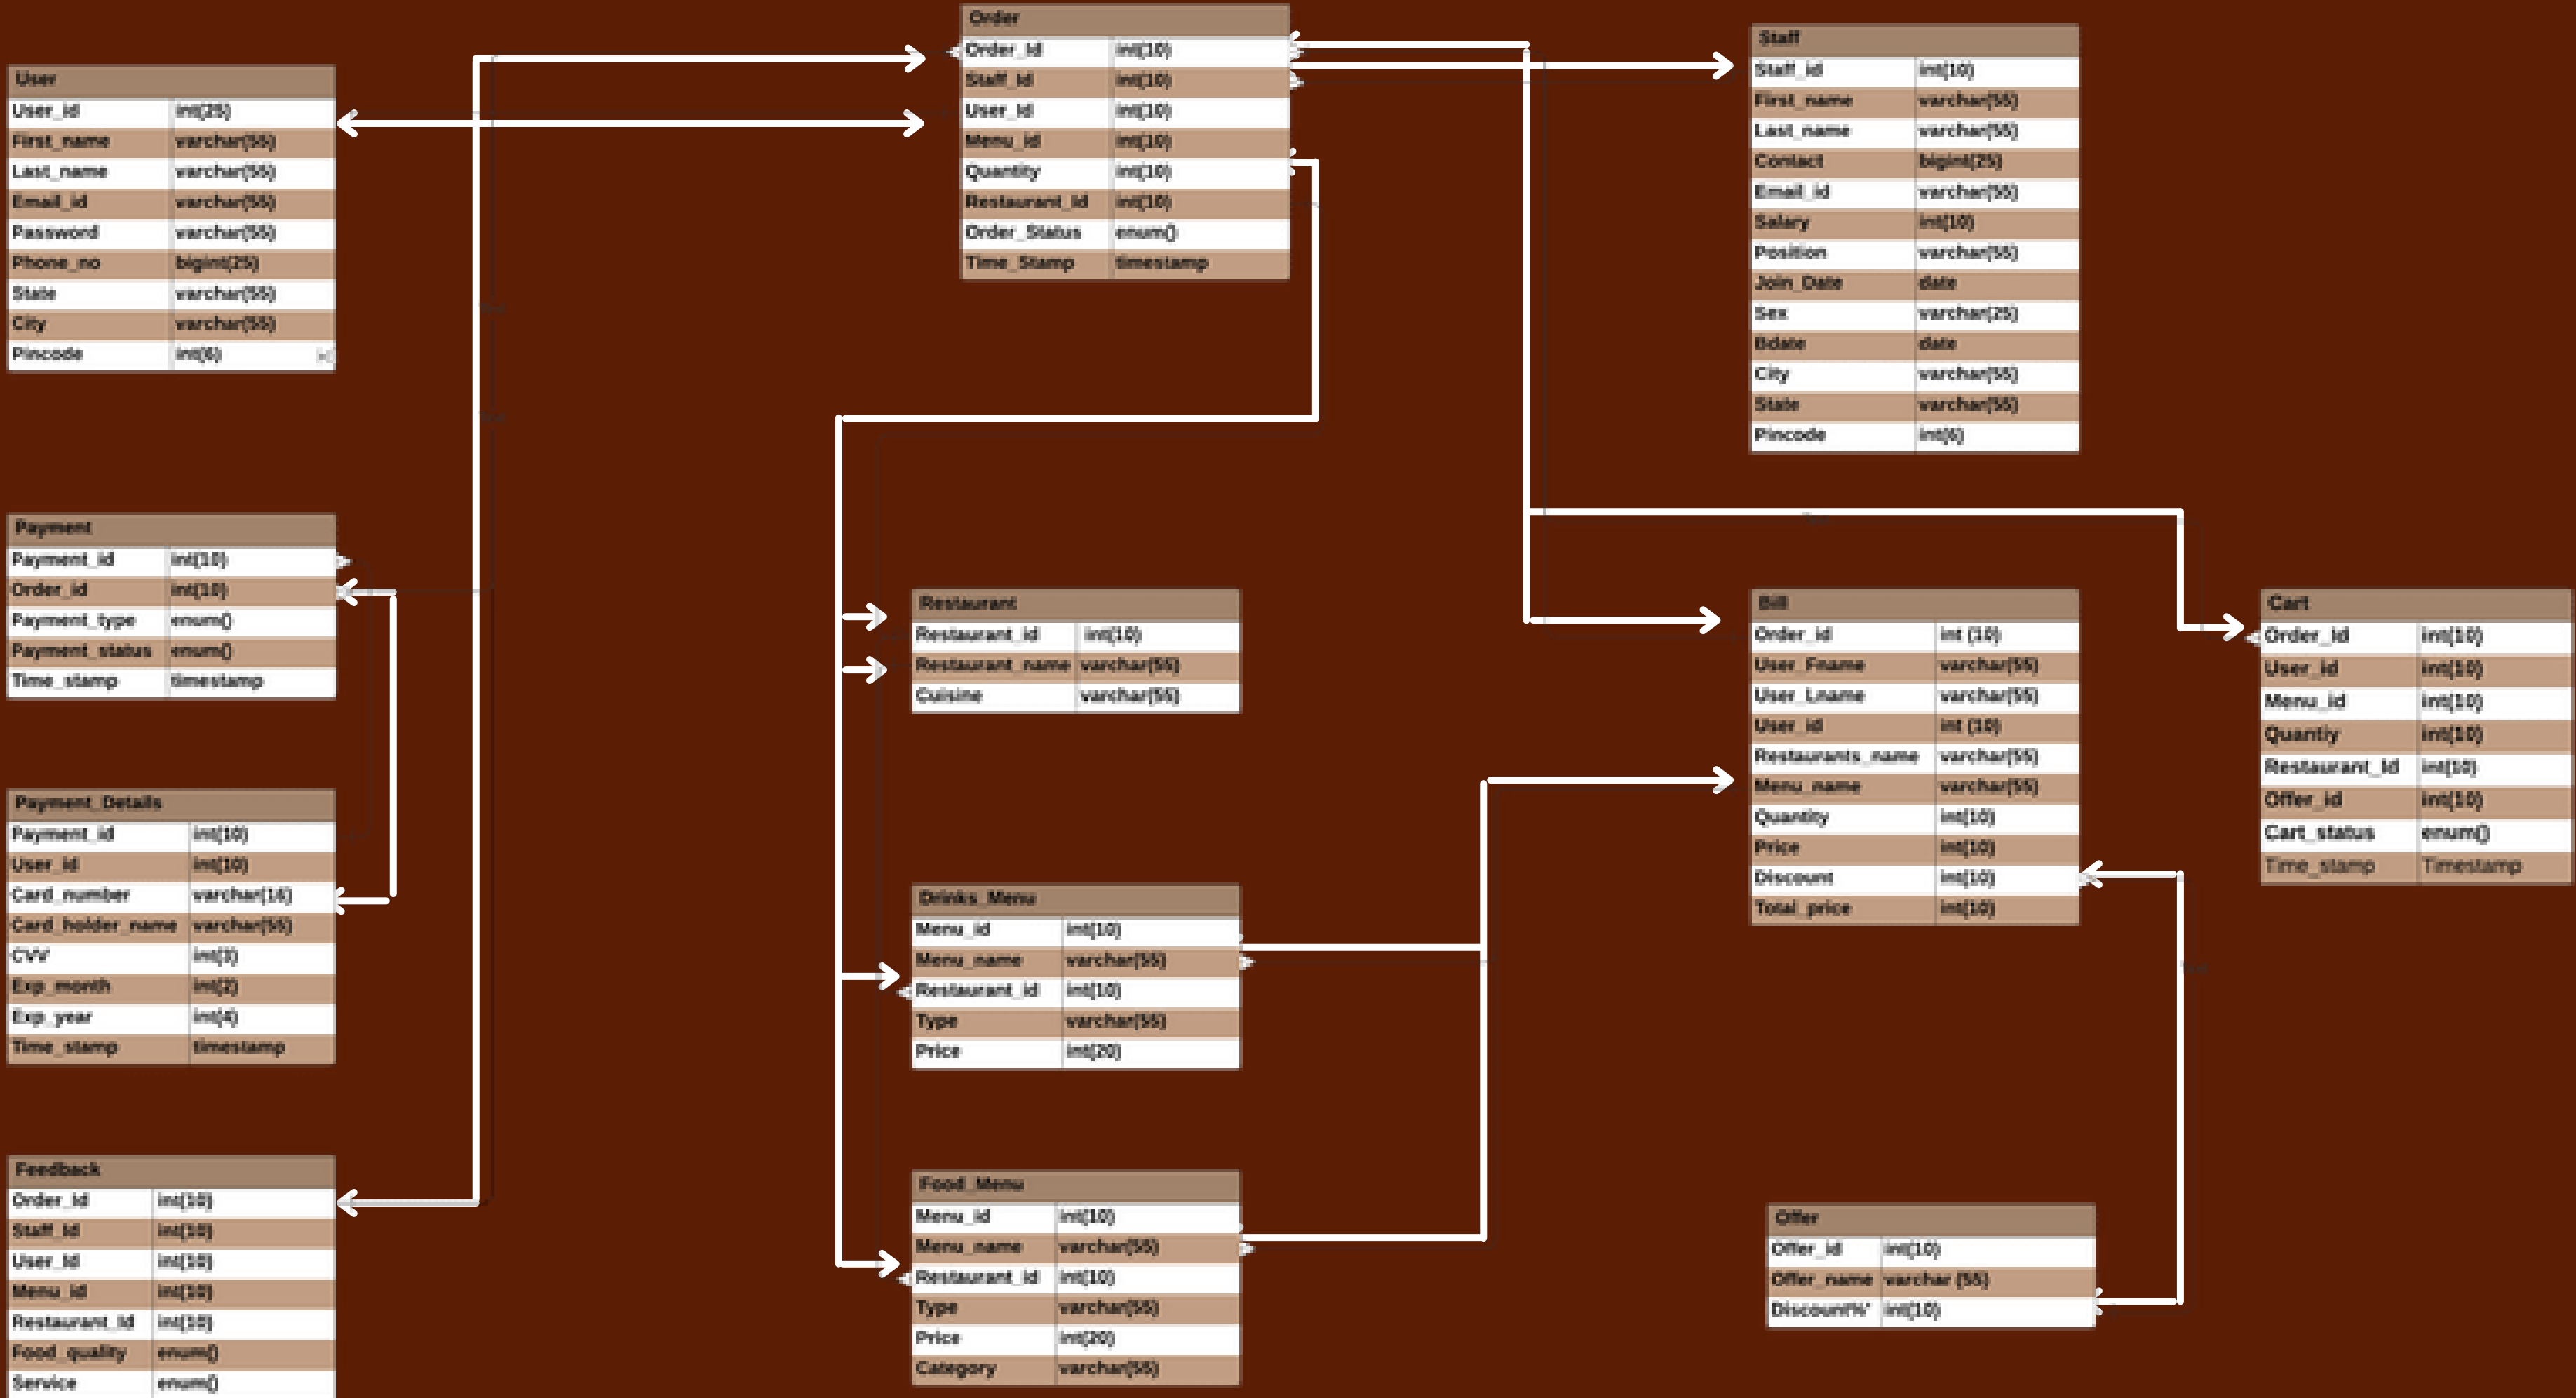 User
User_id int(25)
First_name varchar(55)
Last_name varchar(55)
Email_id varchar(55)
Password varchar(55)
Phone_no bigint(25)
State varchar(55)
City varchar(55)
Pincode int(6)
Payment
Payment_id int(10)
Order_id int(10)
Payment_type enum()
Payment_status enum()
Time_stamp timestamp
Payment_Details
Payment_id int(10)
User_id int(10)
Card_number varchar(16)
Card_holder_name varchar(55)
CVV int(3)
Exp_month int(2)
Exp_year int(4)
Time_stamp timestamp
Feedback
Order_Id int(10)
Staff_Id int(10)
User_Id int(10)
Menu_id int(10)
Restaurant_Id int(10)
Food_quality enum()
Service enum()
Order
Order_Id int(10)
Staff_Id int(10)
User_Id int(10)
Menu_id int(10)
Quantity int(10)
Restaurant_Id int(10)
Order_Status enum()
Time_Stamp timestamp
Restaurant
Restaurant_id int(10)
Restaurant_name varchar(55)
Cuisine varchar(55)
Drinks_Menu
Menu_id int(10)
Menu_name varchar(55)
Restaurant_id int(10)
Type varchar(55)
Price int(20)
Food_Menu
Menu_id int(10)
Menu_name varchar(55)
Restaurant_id int(10)
Type varchar(55)
Price int(20)
Category varchar(55)
Staff
Staff_id int(10)
First_name varchar(55)
Last_name varchar(55)
Contact bigint(25)
Email_id varchar(55)
Salary int(10)
Position varchar(55)
Join_Date date
Sex varchar(25)
Bdate date
City varchar(55)
State varchar(55)
Pincode int(6)
Bill
Order_id int (10)
User_Fname varchar(55)
User_Lname varchar(55)
User_id int (10)
Restaurants_name varchar(55)
Menu_name varchar(55)
Quantity int(10)
Price int(10)
Discount int(10)
Total_price int(10)
Offer
Offer_id int(10)
Offer_name varchar (55)
Discount%' int(10)
Cart
Order_id int(10)
User_id int(10)
Menu_id int(10)
Quantiy int(10)
Restaurant_Id int(10)
Offer_id int(10)
Cart_status enum()
Time_stamp Timestamp